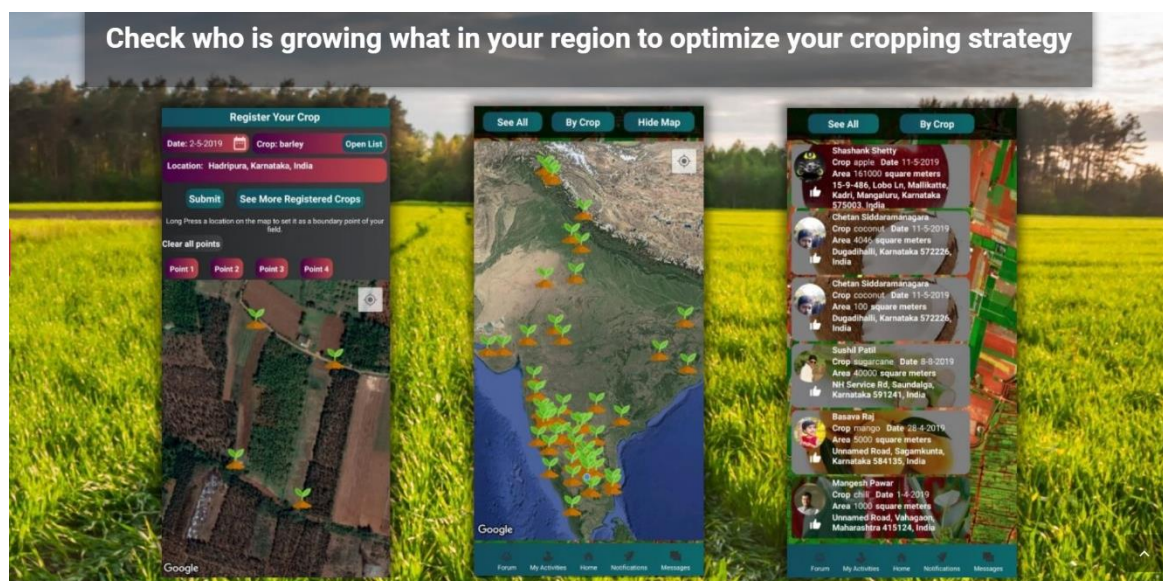 Check who is growing what in your region to optimize your cropping strategy
Register Your Crop
Date: 2-5-2019
Crop: barley
Open List
Location: Hadripura, Karnataka, India
Submit
See More Registered Crops
Long Press a location on the map to set it as a boundary point of your
field.
Clear all points
Point 1
Point 2
Point 3
Point 4
Google
See All
By Crop
Hide Map
Google
Forum
My Activities
Home
Notifications
Messages
See All
By Crop
Shashank Shetty
Crop apple Date 11-5-2019
Area 161000 square meters
15-9-486, Lobo Ln, Mallikatte,
Kadri, Mangaluru, Karnataka
575003, India
Chetan Siddaramanagara
Crop coconut Date 11-5-2019
Area 4046 square meters
Dugadihalli, Karnataka 572226,
India
Chetan Siddaramanagara
Crop coconut Date 11-5-2019
Area 100 square meters
Dugadihalli, Karnataka 572226,
India
Sushil Patil
Crop sugarcane Date 8-8-2019
Area 40000 square meters
NH Service Rd, Saundalga,
Karnataka 591241, India
Basava Raj
Crop mango Date 28-4-2019
Area 5000 square meters
Unnamed Road, Sagamkunta,
Karnataka 584135, India
Mangesh Pawar
Crop chili Date 1-4-2019
Area 1000 square meters
Unnamed Road, Vahagaon,
Maharashtra 415124, India
Forum
My Activities
Home
Notifications
Messages